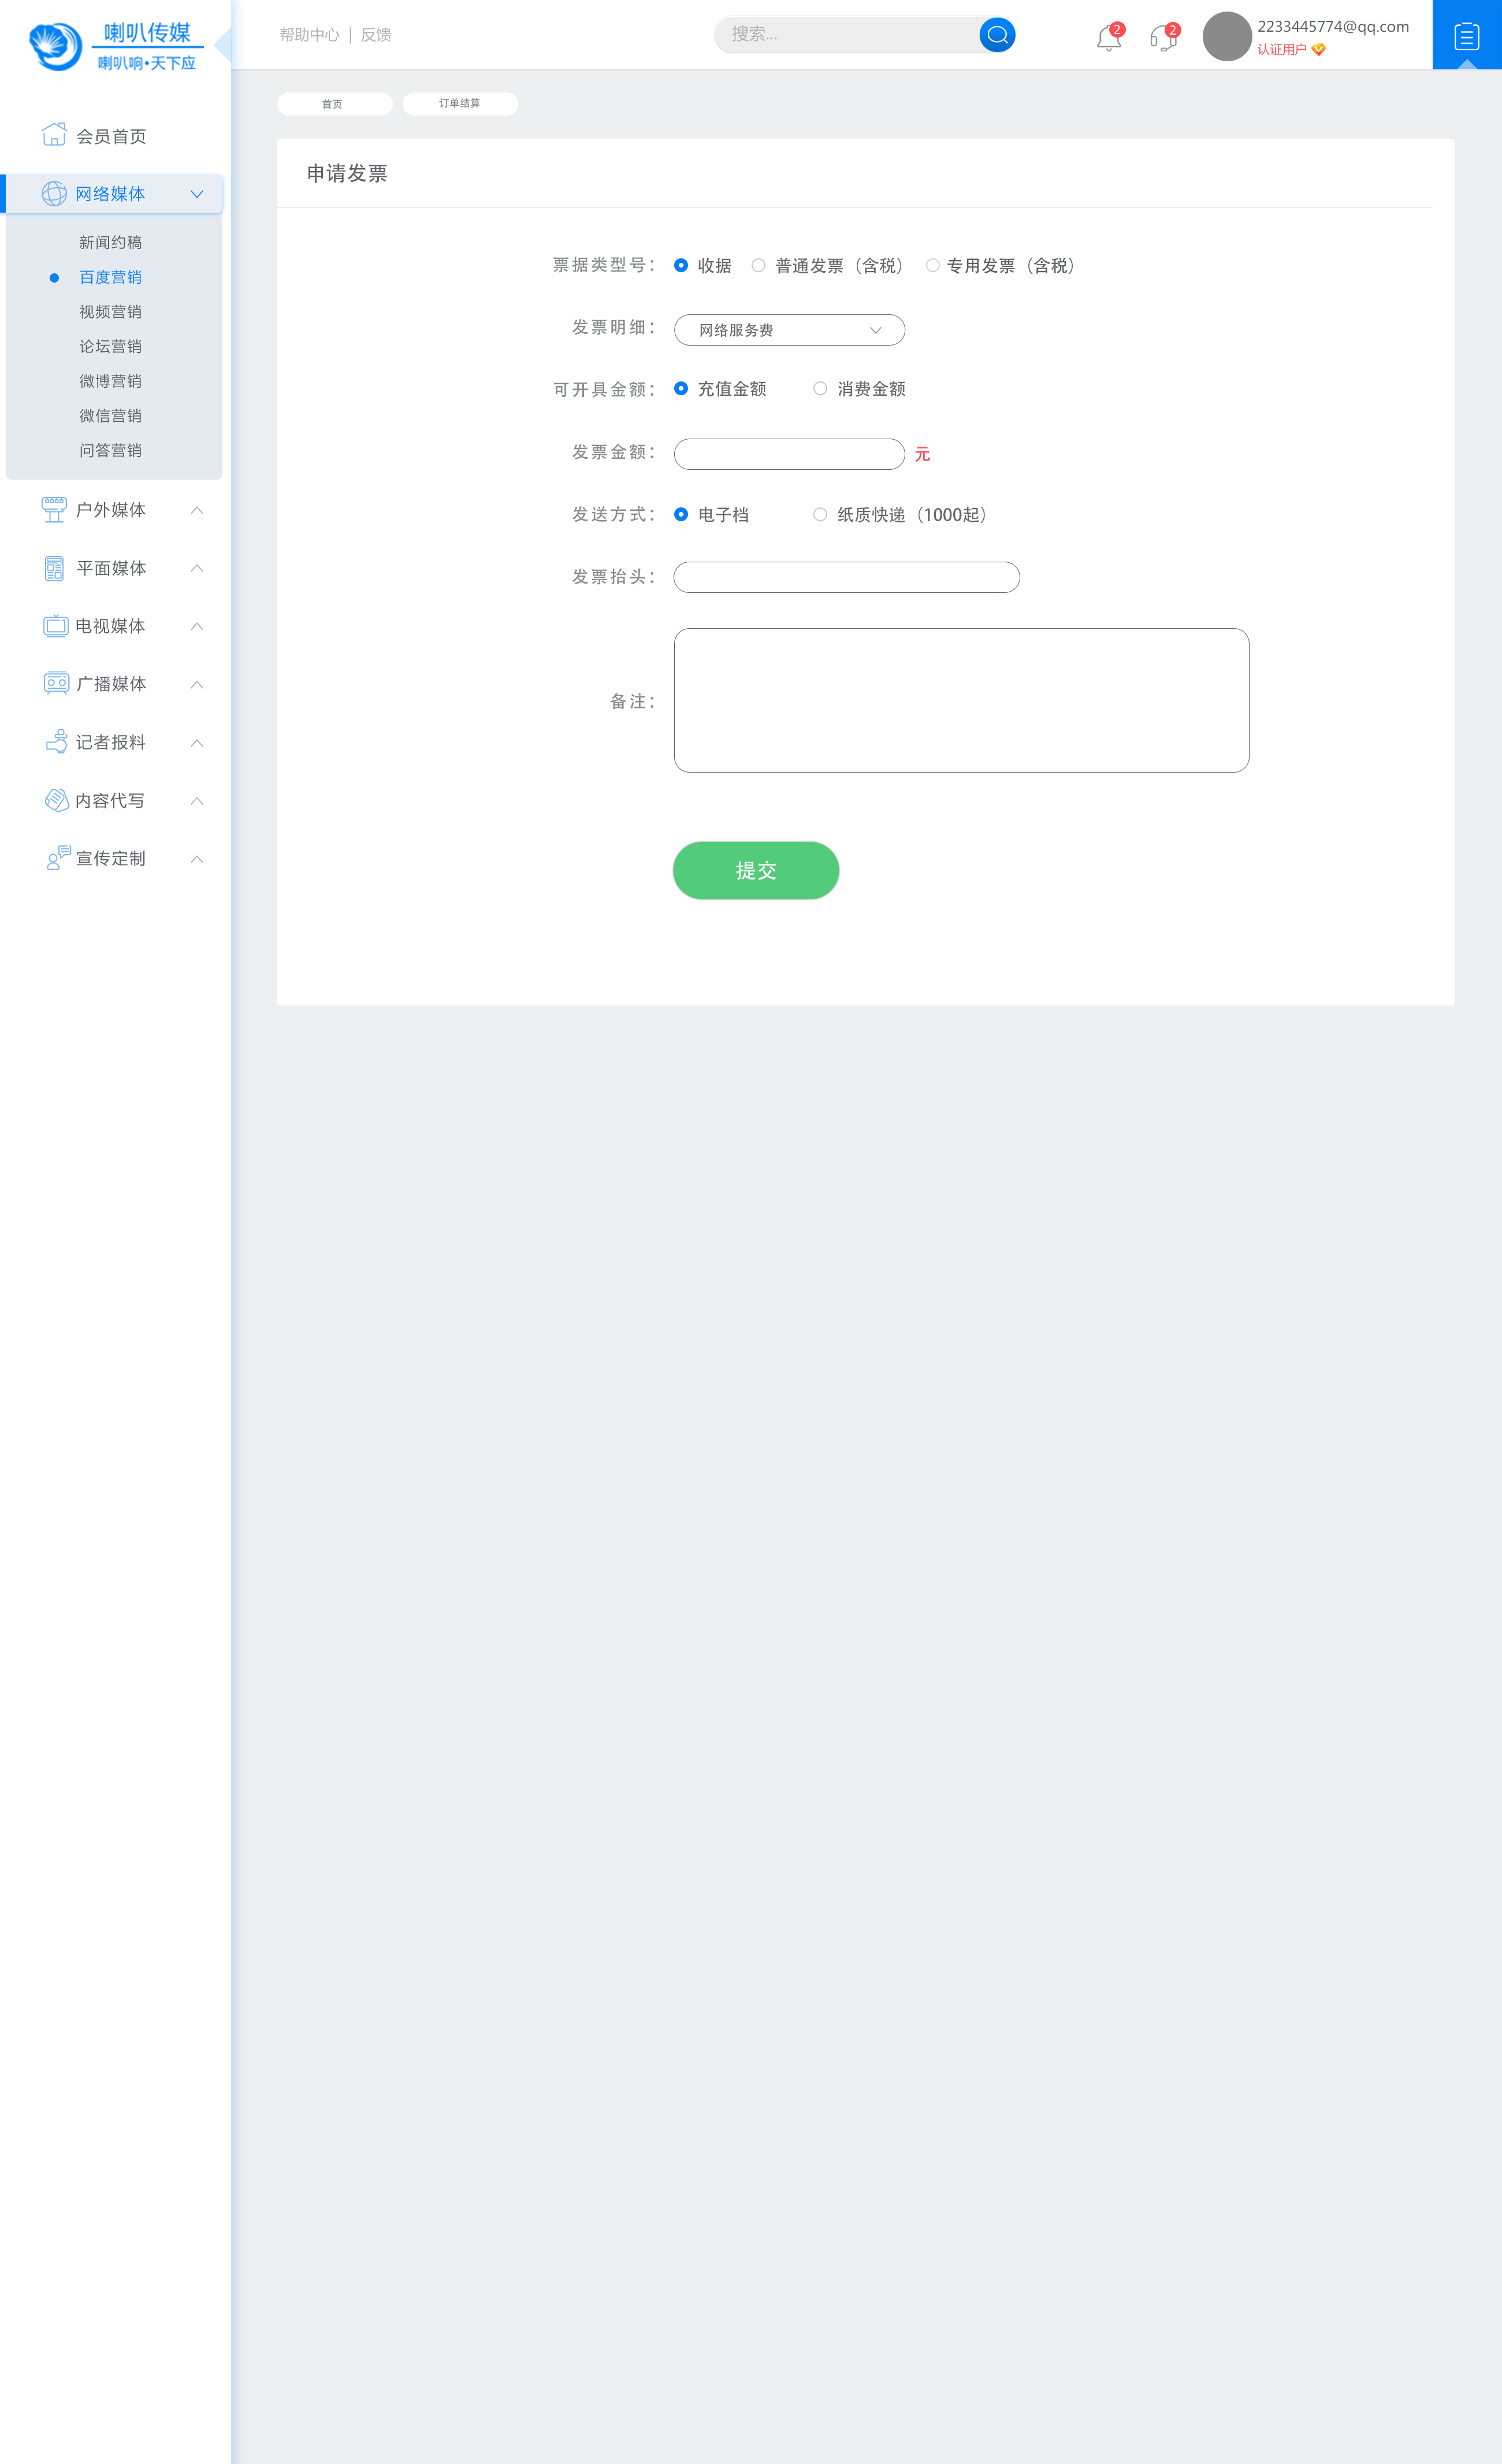 喇叭传媒
喇叭响•天下应
帮助中心 | 反馈
搜索...
2
2
2233445774@qq.com
认证用户
首页
订单结算
会员首页
网络媒体
新闻约稿
百度营销
视频营销
论坛营销
微博营销
微信营销
问答营销
户外媒体
平面媒体
电视媒体
广播媒体
记者报料
内容代写
宣传定制
申请发票
票据类型号： 收据 普通发票（含税） 专用发票（含税）
发票明细： 网络服务费
可开具金额： 充值金额 消费金额
发票金额： 元
发送方式： 电子档 纸质快递（1000起）
发票抬头：
备注：
提交